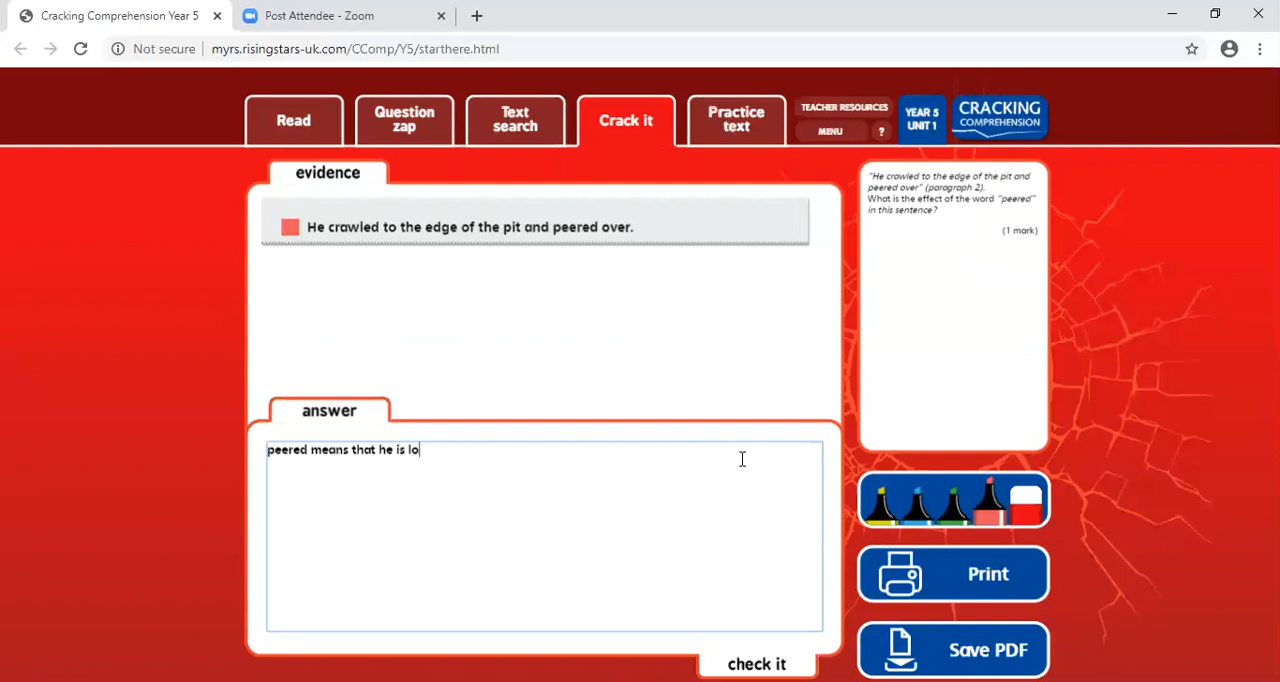 Cracking Comprehension Year 5
Post Attendee - Zoom
Not secure
myrs.risingstars-uk.com/CComp/Y5/starthere.html
Read
Question
zap
Text
search
Crack it
Practice
text
TEACHER RESOURCES
MENU
?
YEAR 5
UNIT 1
CRACKING
COMPREHENSION
evidence
He crawled to the edge of the pit and peered over.
"He crawled to the edge of the pit and
peered over" (paragraph 2).
What is the effect of the word "peered"
in this sentence?
(1 mark)
answer
peered means that he is lo
check it
Print
Save PDF